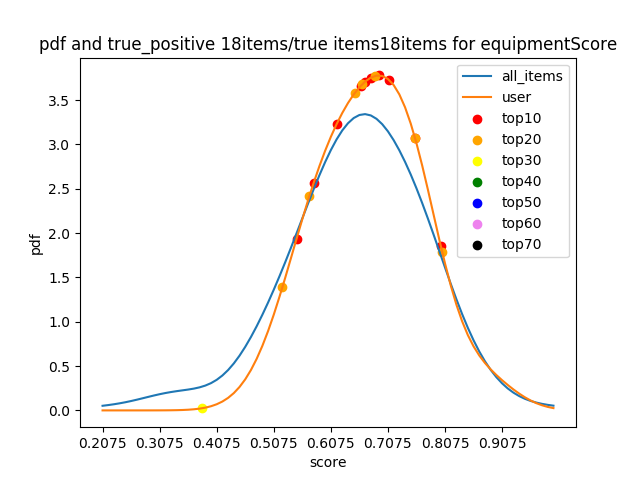 pdf and true_positive 18items/true items18items for equipmentScore
all_items
user
top10
top20
top30
top40
top50
top60
top70
pdf
3.5
3.0
2.5
2.0
1.5
1.0
0.5
0.0
0.2075 0.3075 0.4075 0.5075 0.6075 0.7075 0.8075 0.9075
score